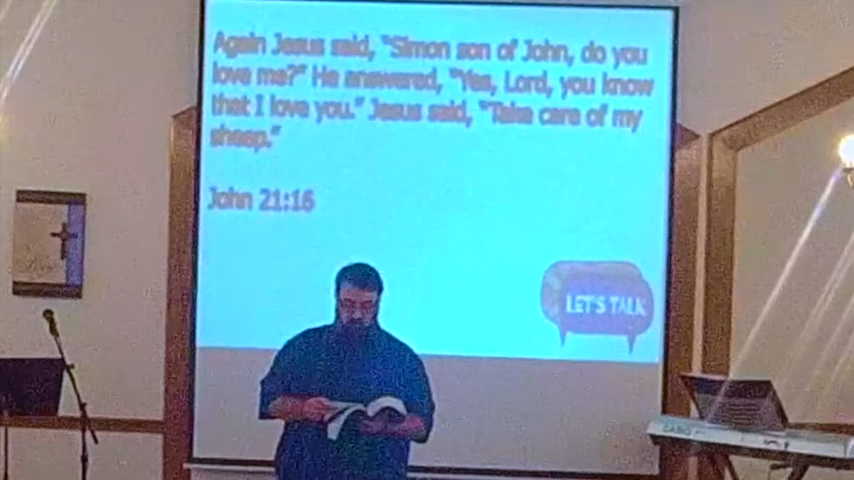 Again Jesus said, "Simon son of John, do you
love me?" He answered, "Yes, Lord, you know
that I love you." Jesus said, "Take care of my
sheep."
John 21:16
LET'S TALK
CASIO